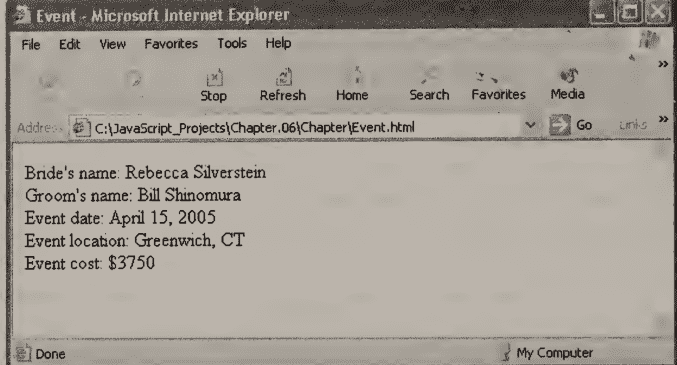 Event - Microsoft Internet Explorer
File Edit View Favorites Tools Help
Stop Refresh Home Search Favorites Media »
Address C:\JavaScript_Projects\Chapter.06\Chapter\Event.html Go Links »
Bride's name: Rebecca Silverstein
Groom's name: Bill Shinomura
Event date: April 15, 2005
Event location: Greenwich, CT
Event cost: $3750
Done My Computer